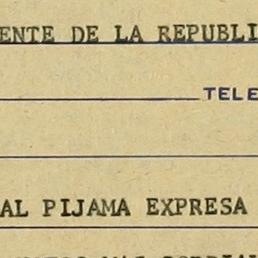 ENTE DE LA REPUBLI
TELE
AL PIJAMA EXPRESA